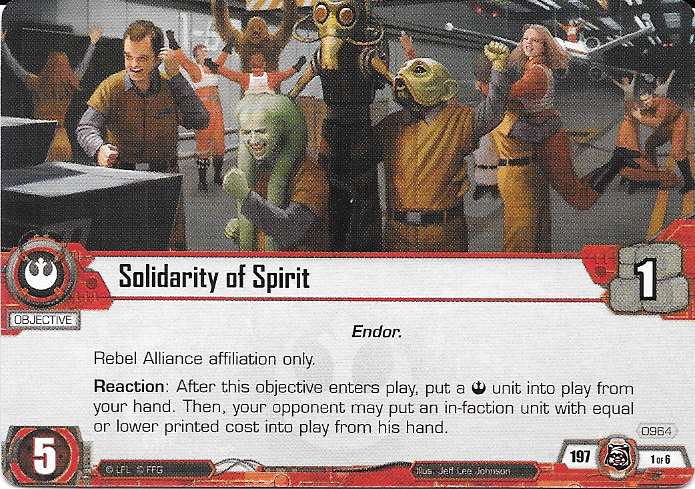 Solidarity of Spirit
1
OBJECTIVE
Endor.
Rebel Alliance affiliation only.
Reaction: After this objective enters play, put a unit into play from
your hand. Then, your opponent may put an in-faction unit with equal
or lower printed cost into play from his hand.
0964
5
© LFL © FFG
Illus. Jeff Lee Johnson
197
1 OF 6